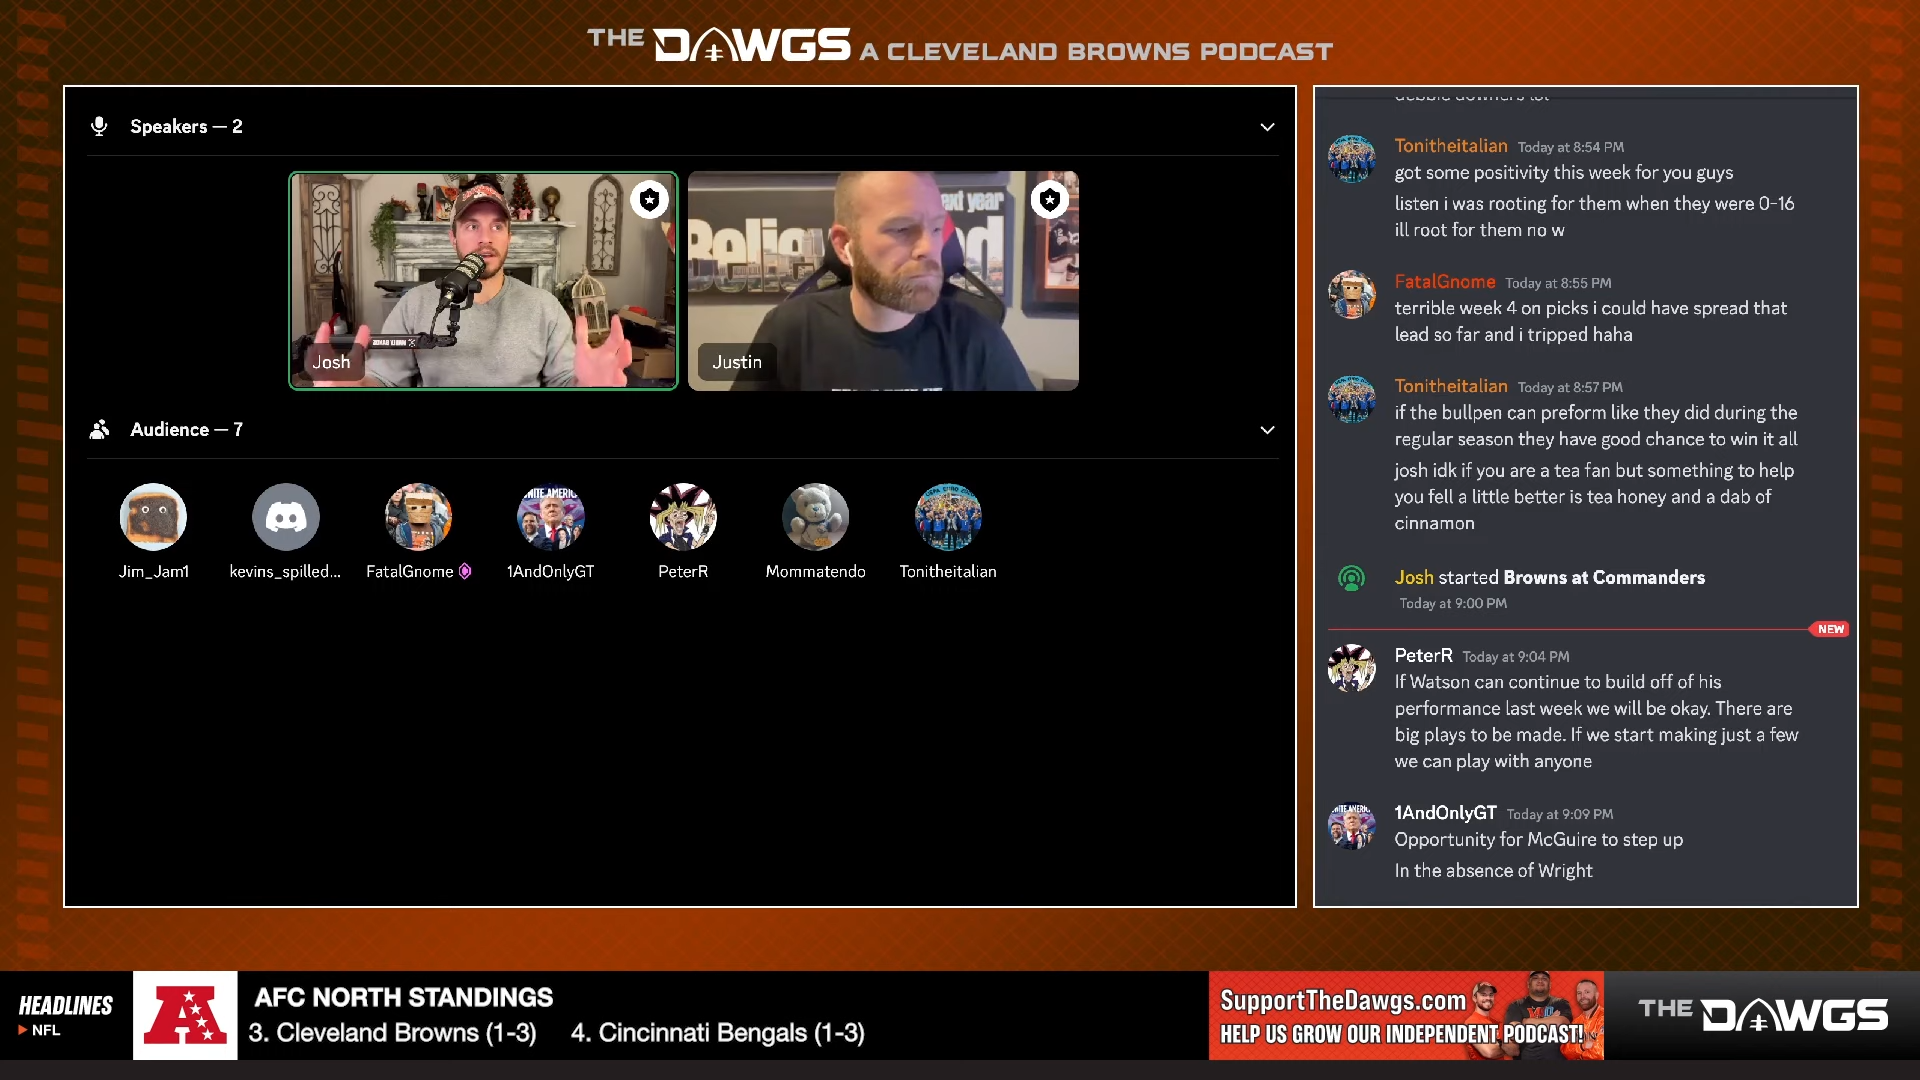 THE DAWGS A CLEVELAND BROWNS PODCAST
Speakers — 2
Josh
Justin
Audience — 7
Jim_Jam1
kevins_spilled...
FatalGnome
1AndOnlyGT
PeterR
Mommatendo
Tonitheitalian
debbie downers lol
Tonitheitalian Today at 8:54 PM
got some positivity this week for you guys
listen i was rooting for them when they were 0-16
ill root for them no w
FatalGnome Today at 8:55 PM
terrible week 4 on picks i could have spread that
lead so far and i tripped haha
Tonitheitalian Today at 8:57 PM
if the bullpen can preform like they did during the
regular season they have good chance to win it all
josh idk if you are a tea fan but something to help
you fell a little better is tea honey and a dab of
cinnamon
Josh started Browns at Commanders
Today at 9:00 PM
NEW
PeterR Today at 9:04 PM
If Watson can continue to build off of his
performance last week we will be okay. There are
big plays to be made. If we start making just a few
we can play with anyone
1AndOnlyGT Today at 9:09 PM
Opportunity for McGuire to step up
In the absence of Wright
HEADLINES
NFL
AFC NORTH STANDINGS
3. Cleveland Browns (1-3) 4. Cincinnati Bengals (1-3)
SupportTheDawgs.com
HELP US GROW OUR INDEPENDENT PODCAST!
THE DAWGS